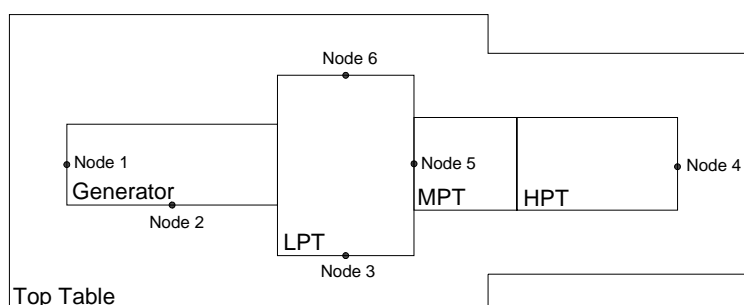 Node 6
Node 1
Node 5
Node 4
Generator
MPT
HPT
Node 2
LPT
Node 3
Top Table